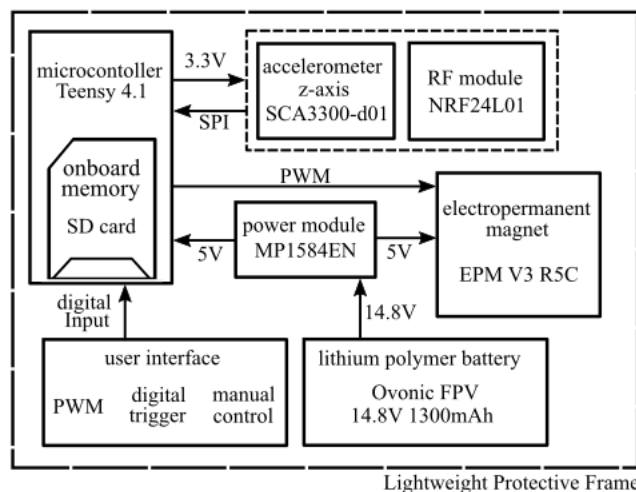 microcontoller
Teensy 4.1
onboard
memory
SD card
3.3V
SPI
accelerometer
z-axis
SCA3300-d01
RF module
NRF24L01
PWM
power module
MP1584EN
5V
5V
electropermanent
magnet
EPM V3 R5C
digital
Input
14.8V
user interface
PWM
digital
trigger
manual
control
lithium polymer battery
Ovonic FPV
14.8V 1300mAh
Lightweight Protective Frame